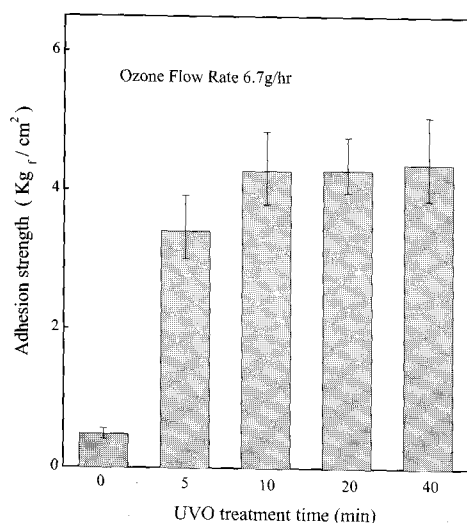 6
Ozone Flow Rate 6.7g/hr
4
2
0
Adhesion strength ( Kg f / cm2 )
0 5 10 20 40
UVO treatment time (min)